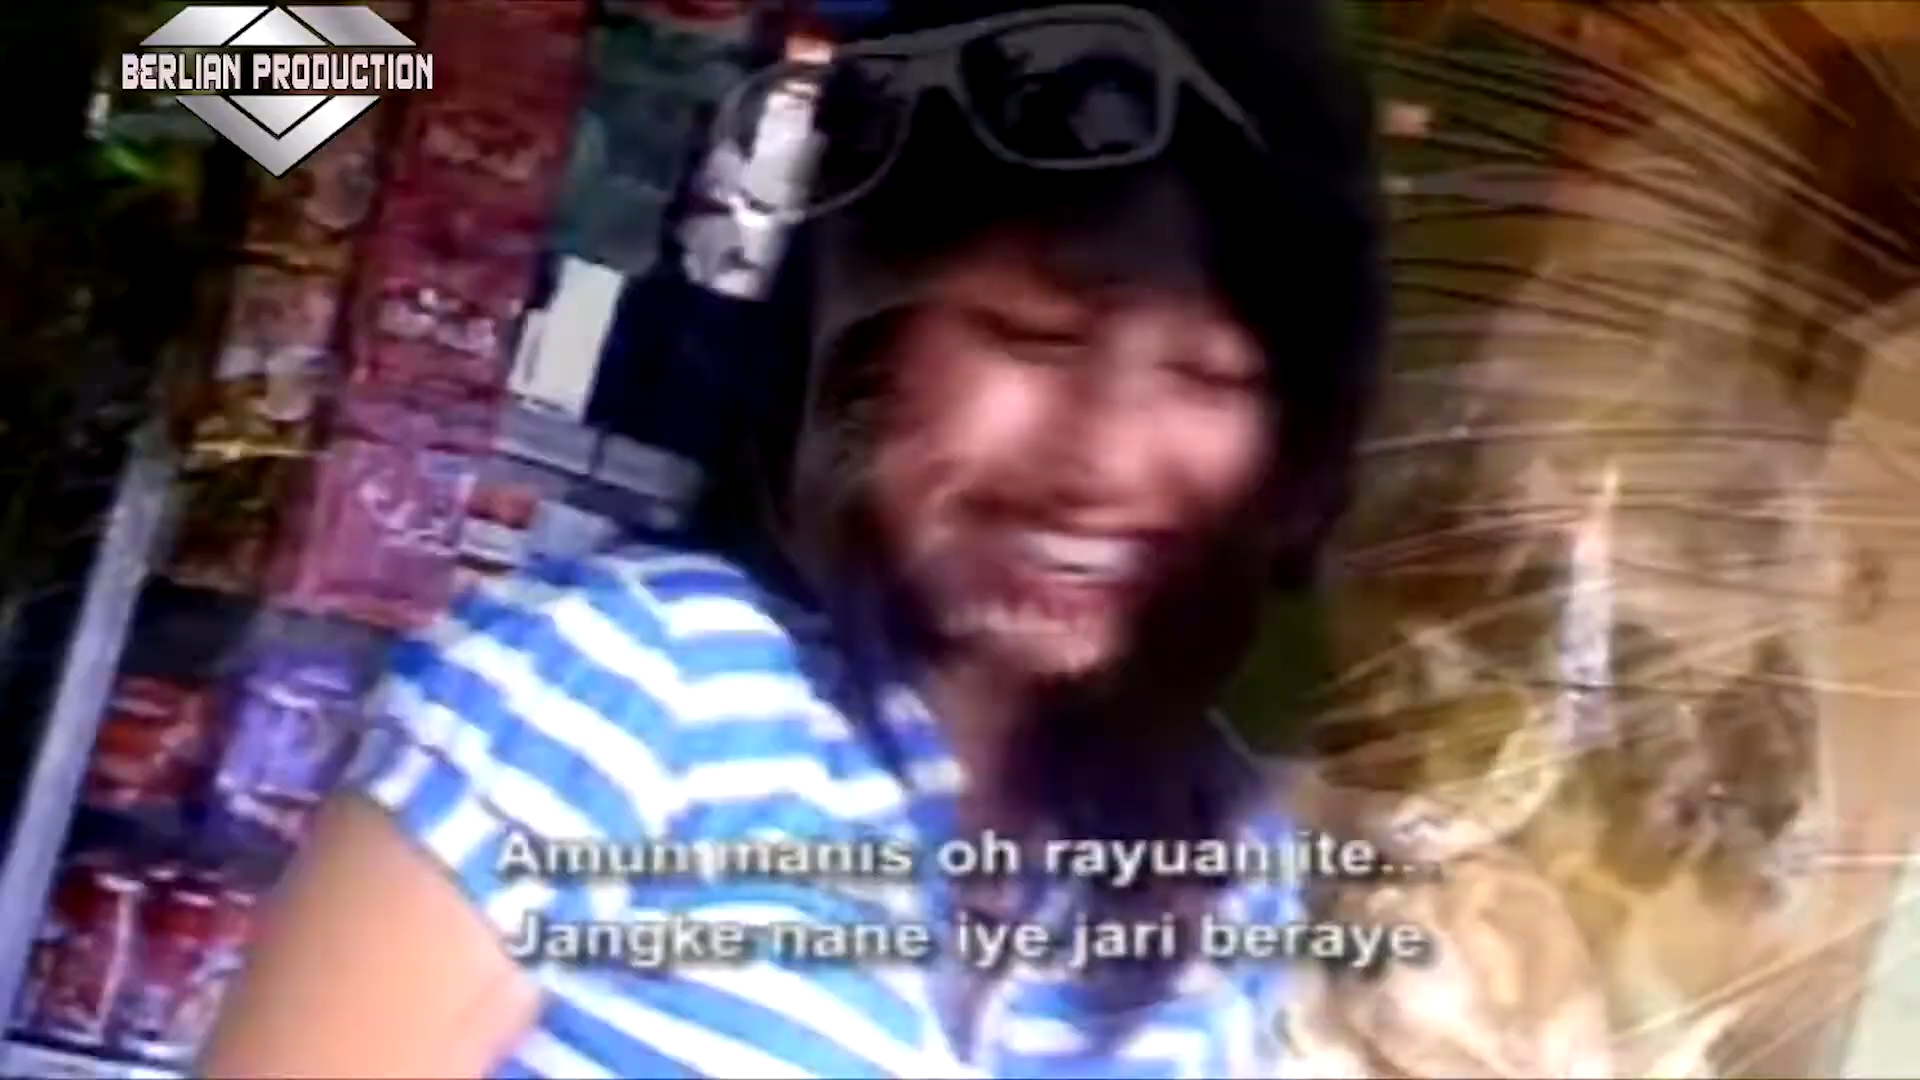 BERLIAN PRODUCTION
Amun manis oh rayuan ite...
Jangke nane iye jari beraye